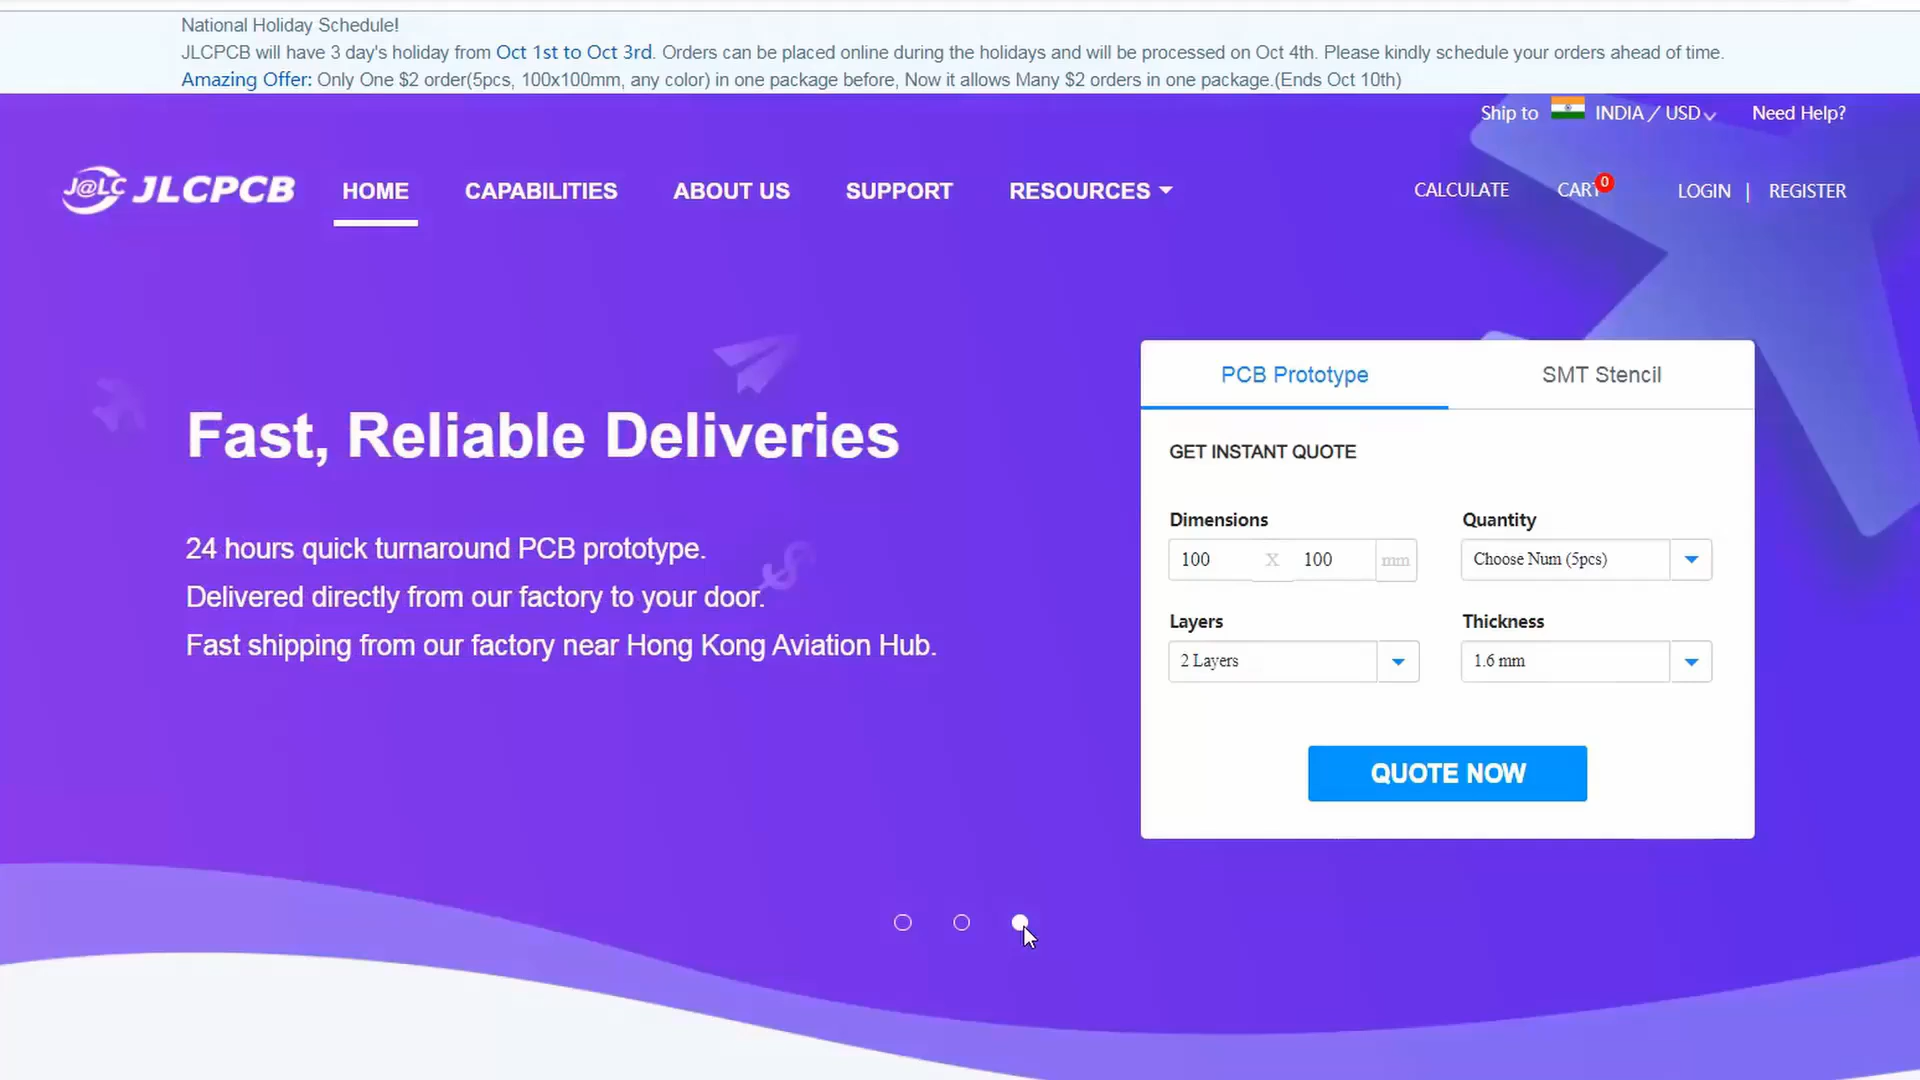 National Holiday Schedule!
JLCPCB will have 3 day's holiday from Oct 1st to Oct 3rd. Orders can be placed online during the holidays and will be processed on Oct 4th. Please kindly schedule your orders ahead of time.
Amazing Offer: Only One $2 order(5pcs, 100x100mm, any color) in one package before, Now it allows Many $2 orders in one package.(Ends Oct 10th)
Ship to INDIA / USD Need Help?
J@LC JLCPCB HOME CAPABILITIES ABOUT US SUPPORT RESOURCES CALCULATE CART 0 LOGIN | REGISTER
Fast, Reliable Deliveries
24 hours quick turnaround PCB prototype.
Delivered directly from our factory to your door.
Fast shipping from our factory near Hong Kong Aviation Hub.
PCB Prototype SMT Stencil
GET INSTANT QUOTE
Dimensions Quantity
100 X 100 mm Choose Num (5pcs)
Layers Thickness
2 Layers 1.6 mm
QUOTE NOW